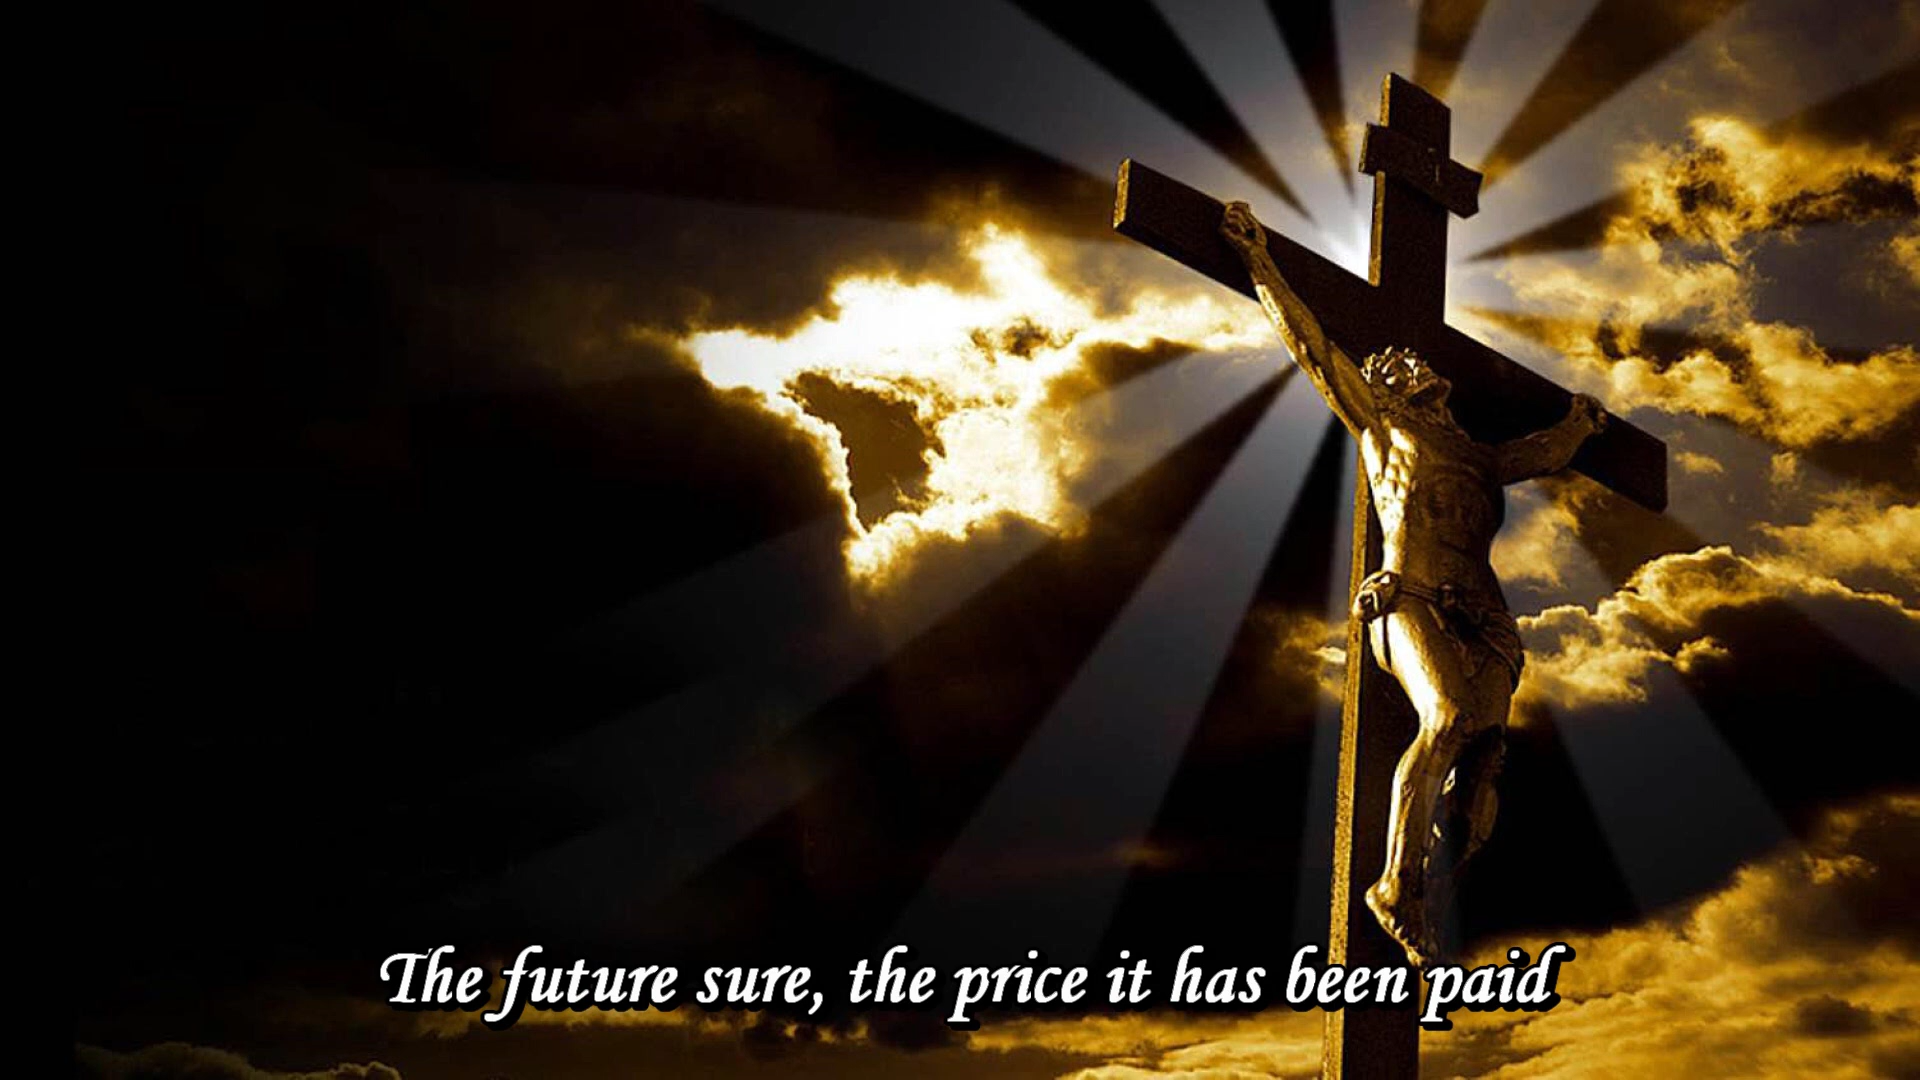 The future sure, the price it has been paid